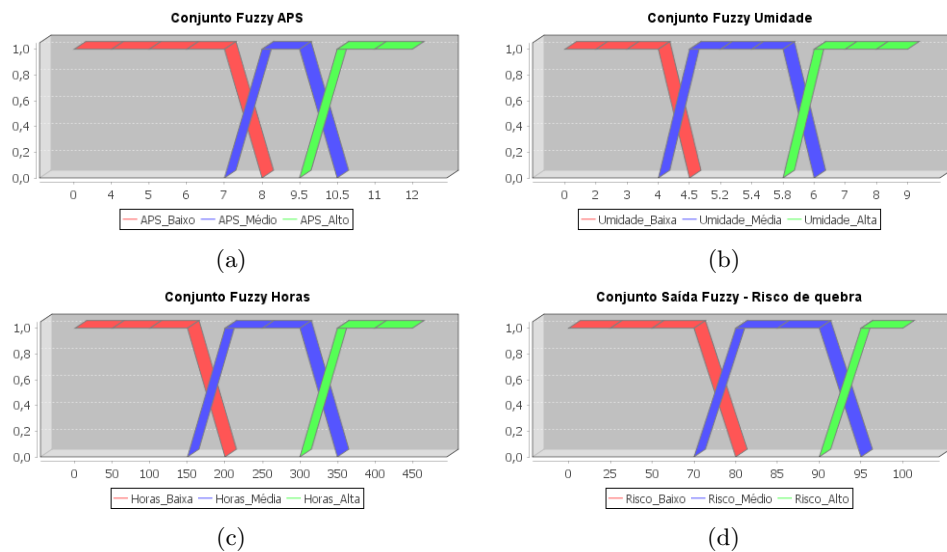 Conjunto Fuzzy APS
1,0
0,8
0,6
0,4
0,2
0,0
0 4 5 6 7 8 9.5 10.5 11 12
APS_Baixo APS_Médio APS_Alto
(a)
Conjunto Fuzzy Umidade
1,0
0,8
0,6
0,4
0,2
0,0
0 2 3 4 4.5 5.2 5.4 5.8 6 7 8 9
Umidade_Baixa Umidade_Média Umidade_Alta
(b)
Conjunto Fuzzy Horas
1,0
0,8
0,6
0,4
0,2
0,0
0 50 100 150 200 250 300 350 400 450
Horas_Baixa Horas_Média Horas_Alta
(c)
Conjunto Saída Fuzzy - Risco de quebra
1,0
0,8
0,6
0,4
0,2
0,0
0 25 50 70 80 90 95 100
Risco_Baixo Risco_Médio Risco_Alto
(d)